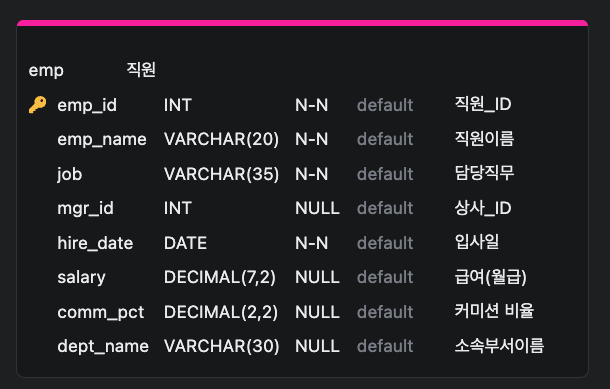 emp 직원
emp_id INT N-N default 직원_ID
emp_name VARCHAR(20) N-N default 직원이름
job VARCHAR(35) N-N default 담당직무
mgr_id INT NULL default 상사_ID
hire_date DATE N-N default 입사일
salary DECIMAL(7,2) NULL default 급여(월급)
comm_pct DECIMAL(2,2) NULL default 커미션 비율
dept_name VARCHAR(30) NULL default 소속부서이름